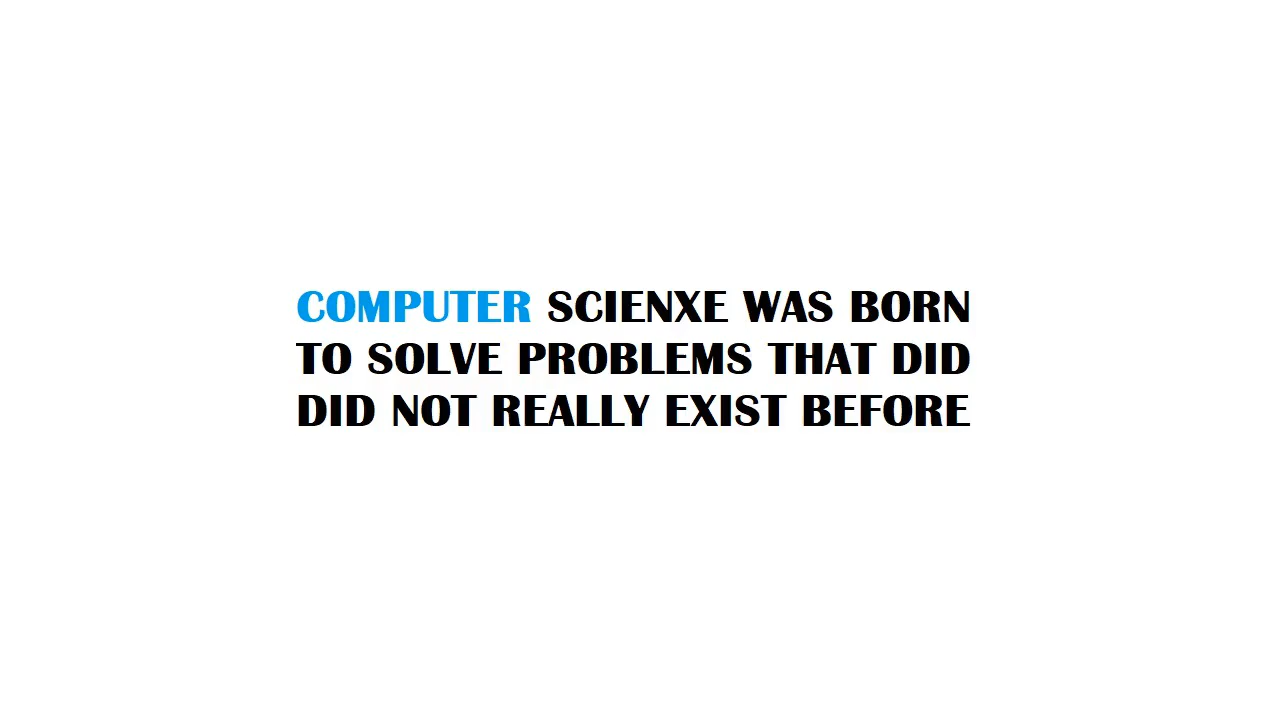 COMPUTER SCIENXE WAS BORN
TO SOLVE PROBLEMS THAT DID
DID NOT REALLY EXIST BEFORE